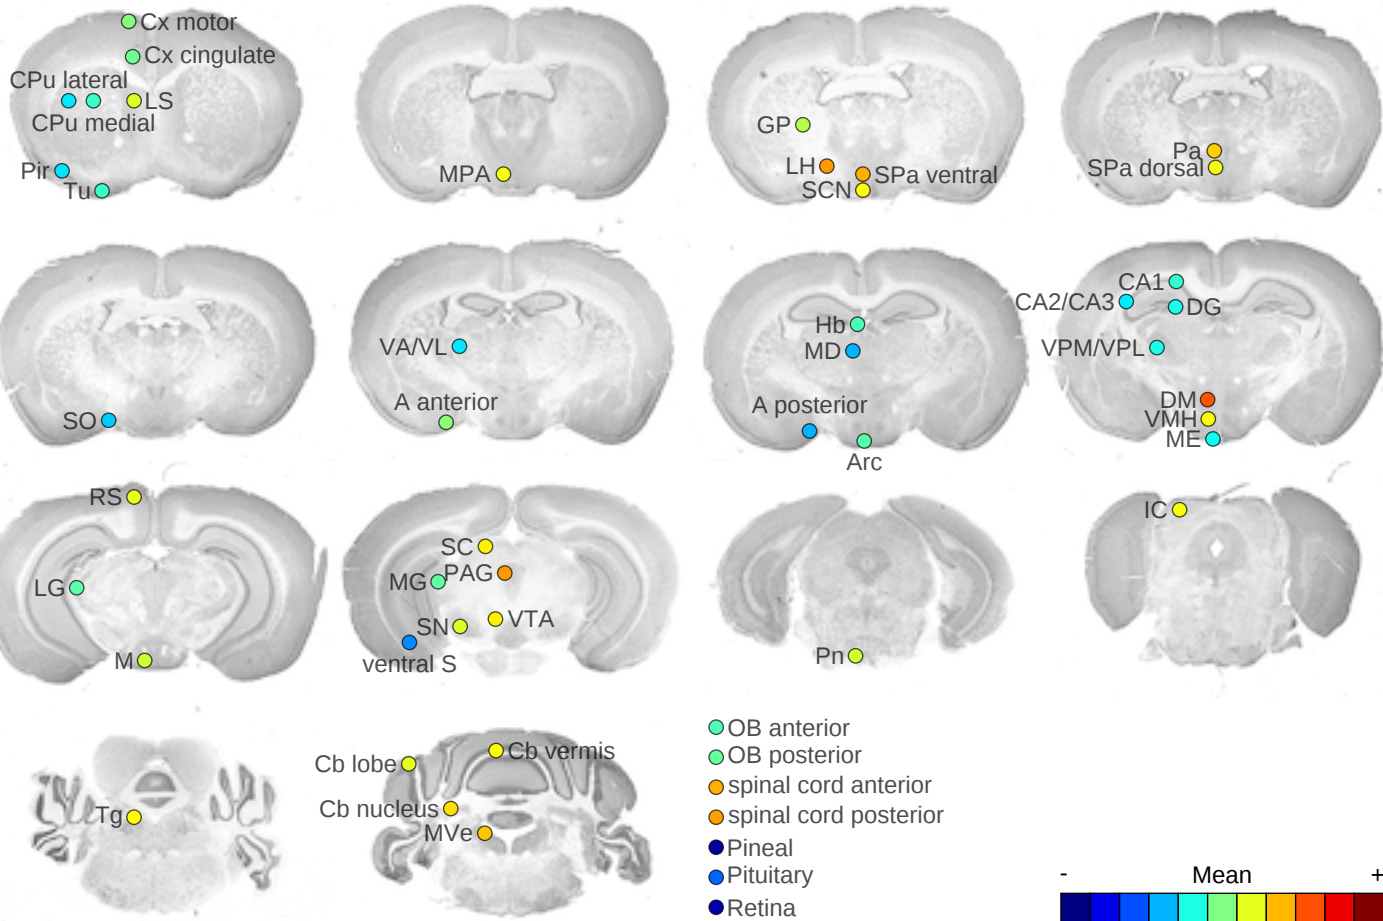 Cx motor
Cx cingulate
CPu lateral
LS
CPu medial
Pir
Tu
MPA
GP
LH
SPa ventral
SCN
Pa
SPa dorsal
SO
VA/VL
A anterior
Hb
MD
A posterior
Arc
CA1
CA2/CA3
DG
VPM/VPL
DM
VMH
ME
RS
LG
M
SC
MG
PAG
SN
VTA
ventral S
Pn
IC
Tg
Cb lobe
Cb vermis
Cb nucleus
MVe
OB anterior
OB posterior
spinal cord anterior
spinal cord posterior
Pineal
Pituitary
Retina
- Mean +